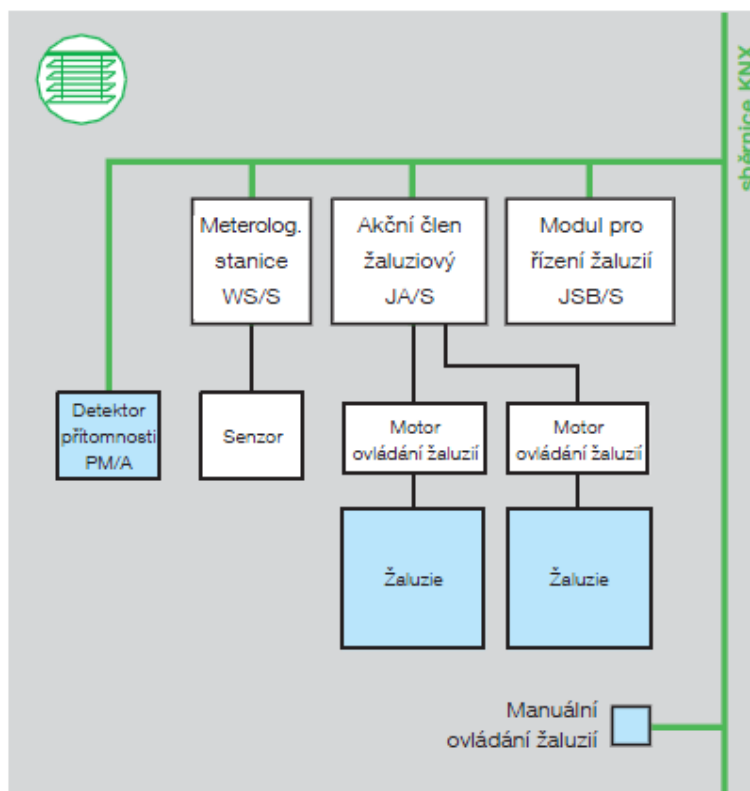 sběrnice KNX
Meterolog.
stanice
WS/S
Akční člen
žaluziový
JA/S
Modul pro
řízení žaluzií
JSB/S
Detektor
přítomnosti
PM/A
Senzor
Motor
ovládání žaluzií
Motor
ovládání žaluzií
Žaluzie
Žaluzie
Manuální
ovládání žaluzií